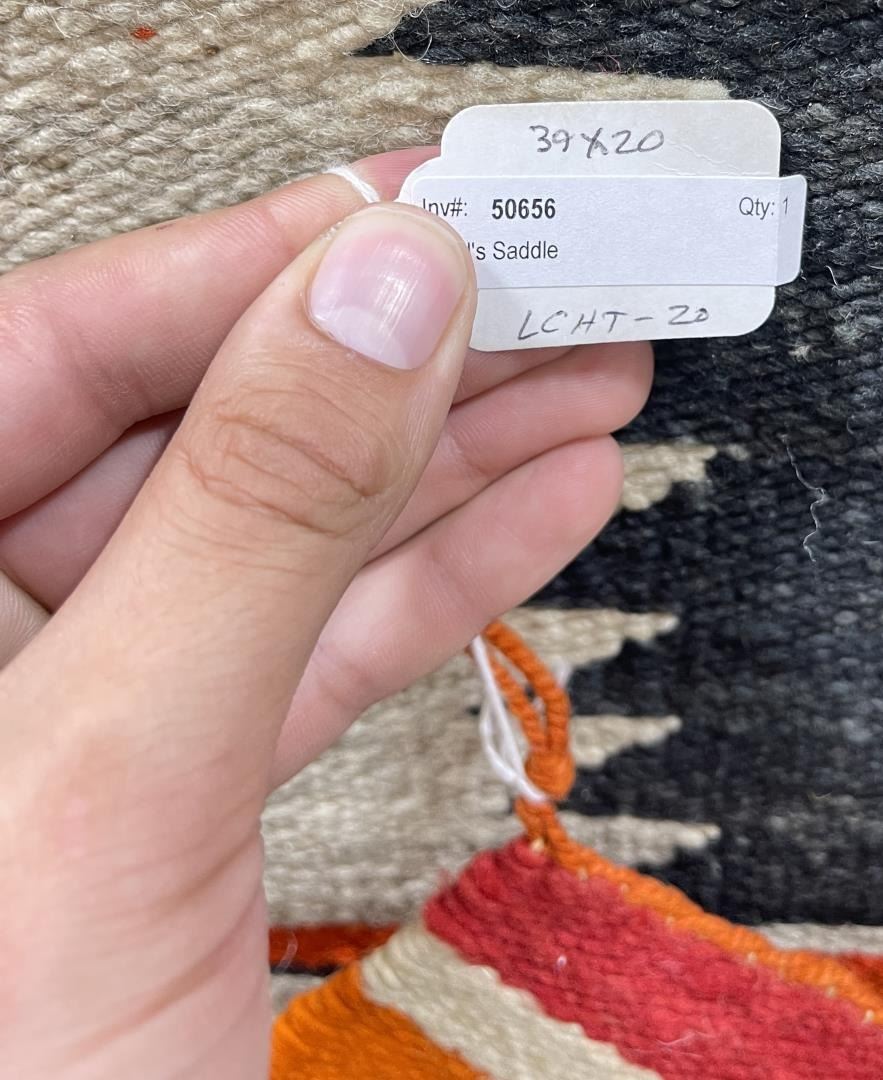 39x20
Inv#: 50656 Qty: 1
's Saddle
LCHT-20